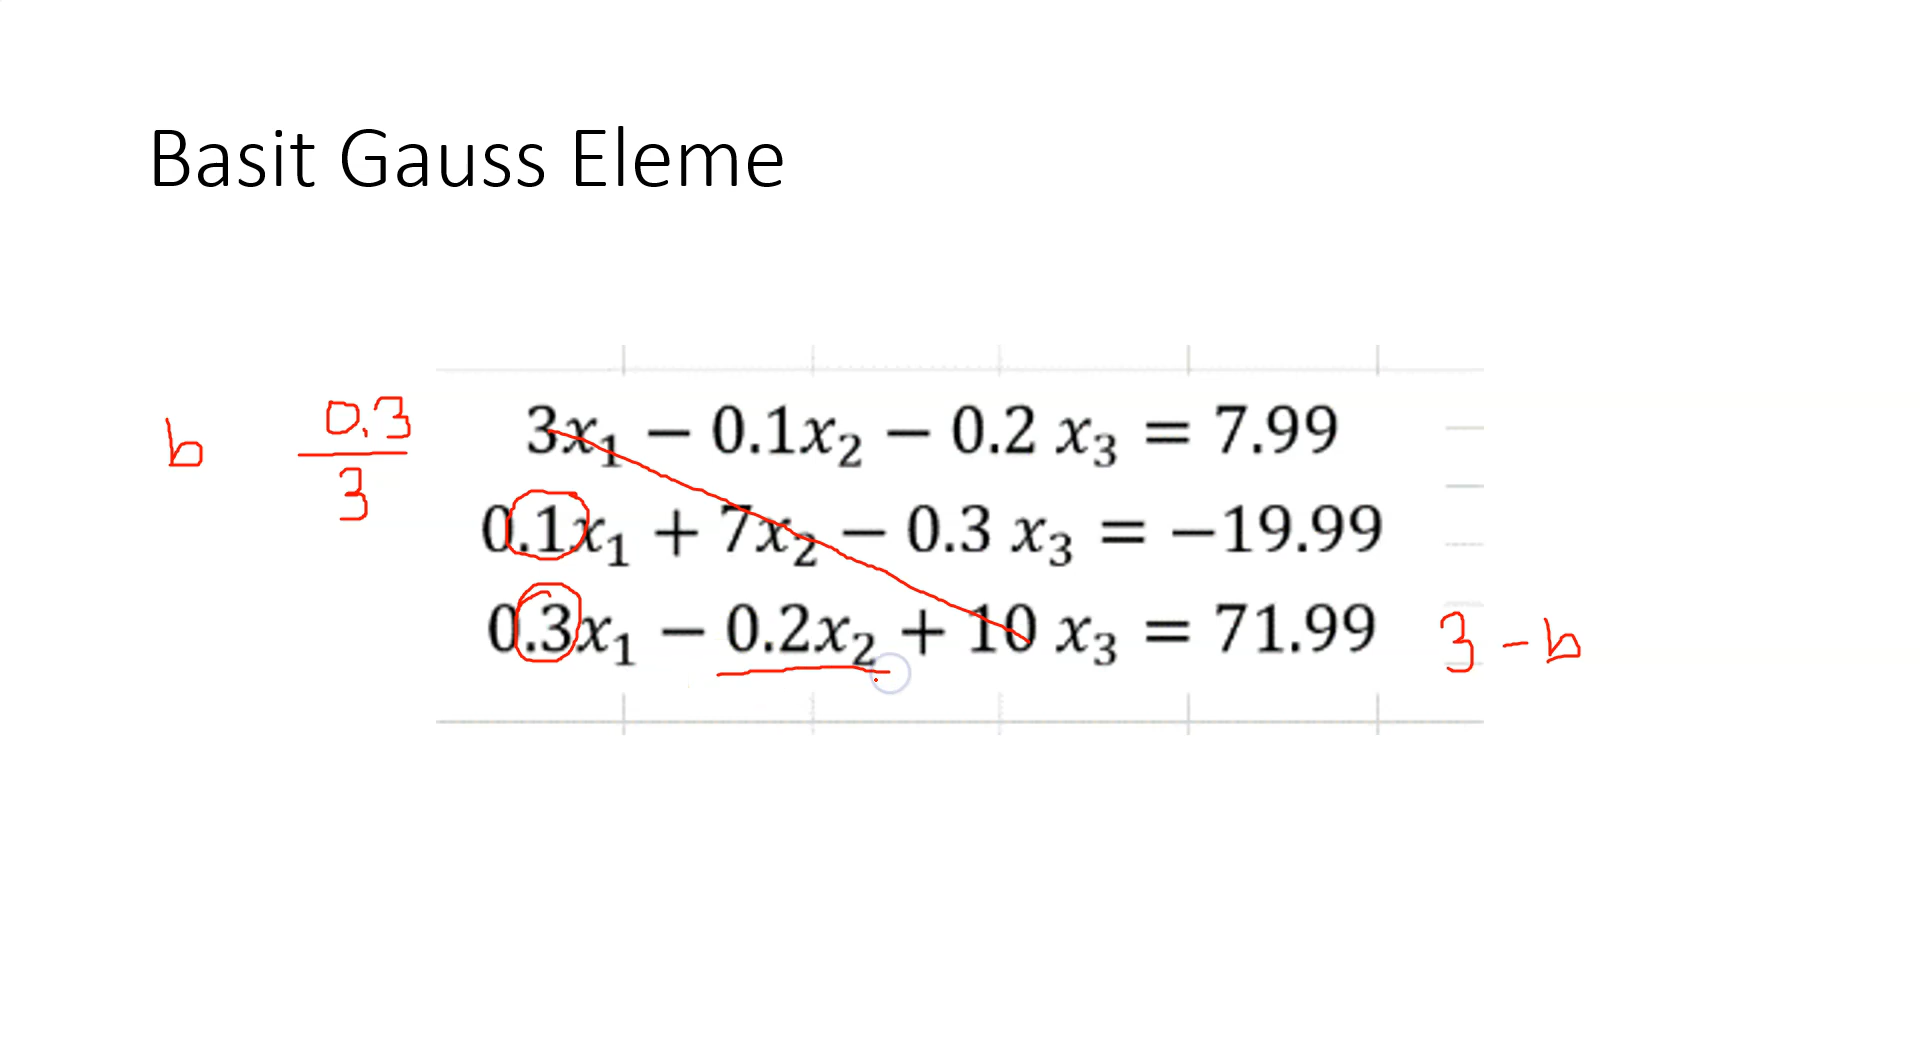 Basit Gauss Eleme
b 0.3
3
3x₁ − 0.1x₂ − 0.2 x₃ = 7.99
0.1x₁ + 7x₂ − 0.3 x₃ = −19.99
0.3x₁ − 0.2x₂ + 10 x₃ = 71.99
3 - b